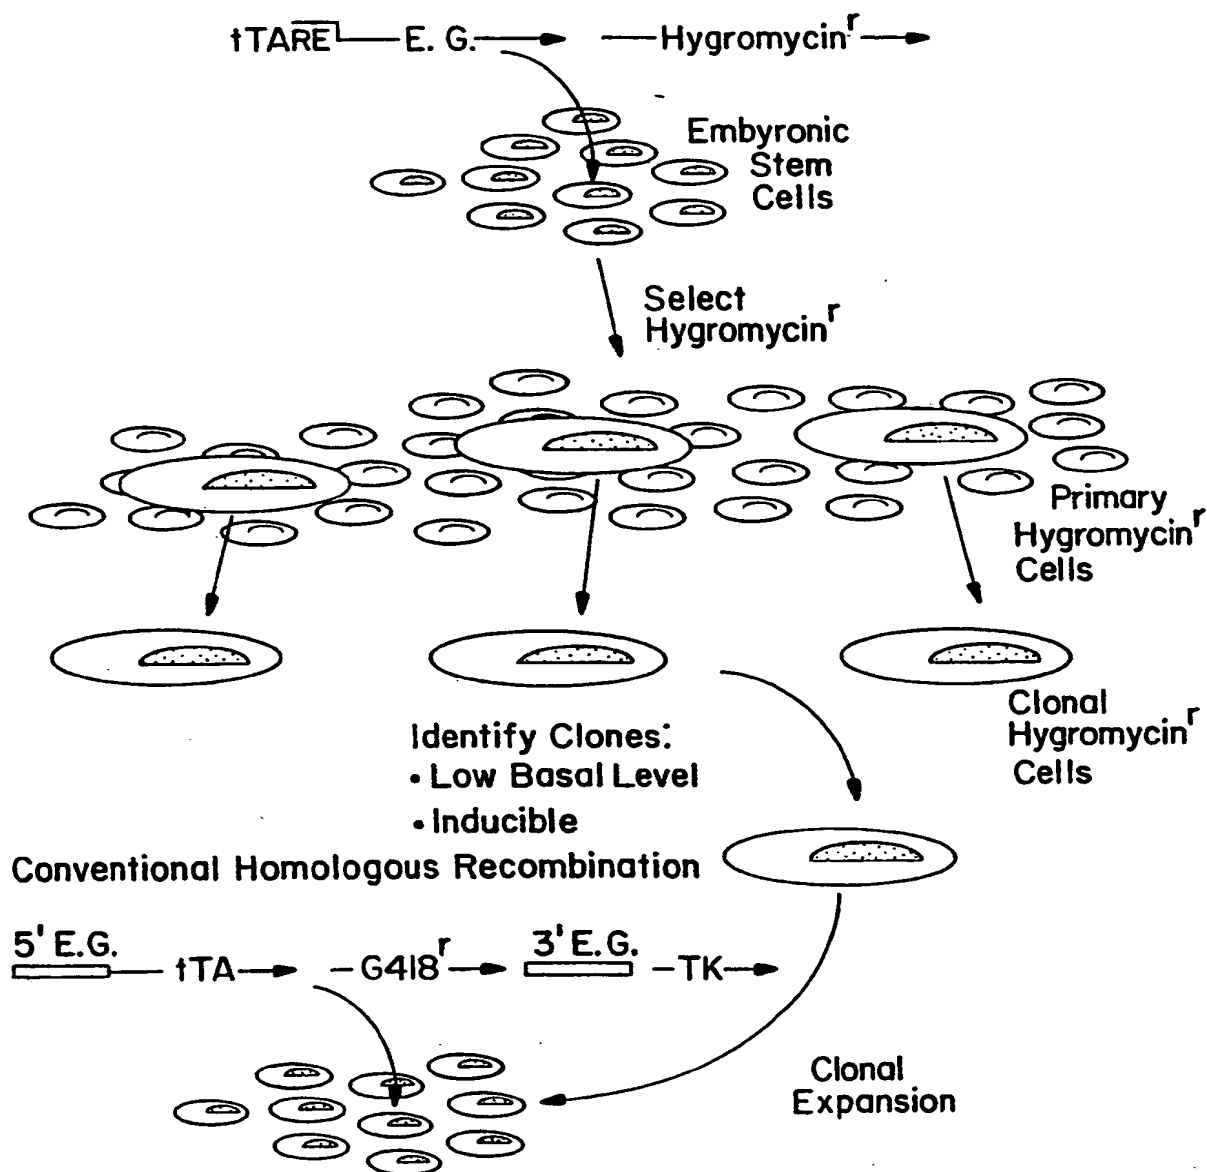 tTARE E. G. Hygromycinʳ
Embyronic
Stem
Cells
Select
Hygromycinʳ
Primary
Hygromycinʳ
Cells
Clonal
Hygromycinʳ
Cells
Identify Clones:
• Low Basal Level
• Inducible
Conventional Homologous Recombination
5' E.G. tTA G418ʳ 3' E.G. TK
Clonal
Expansion